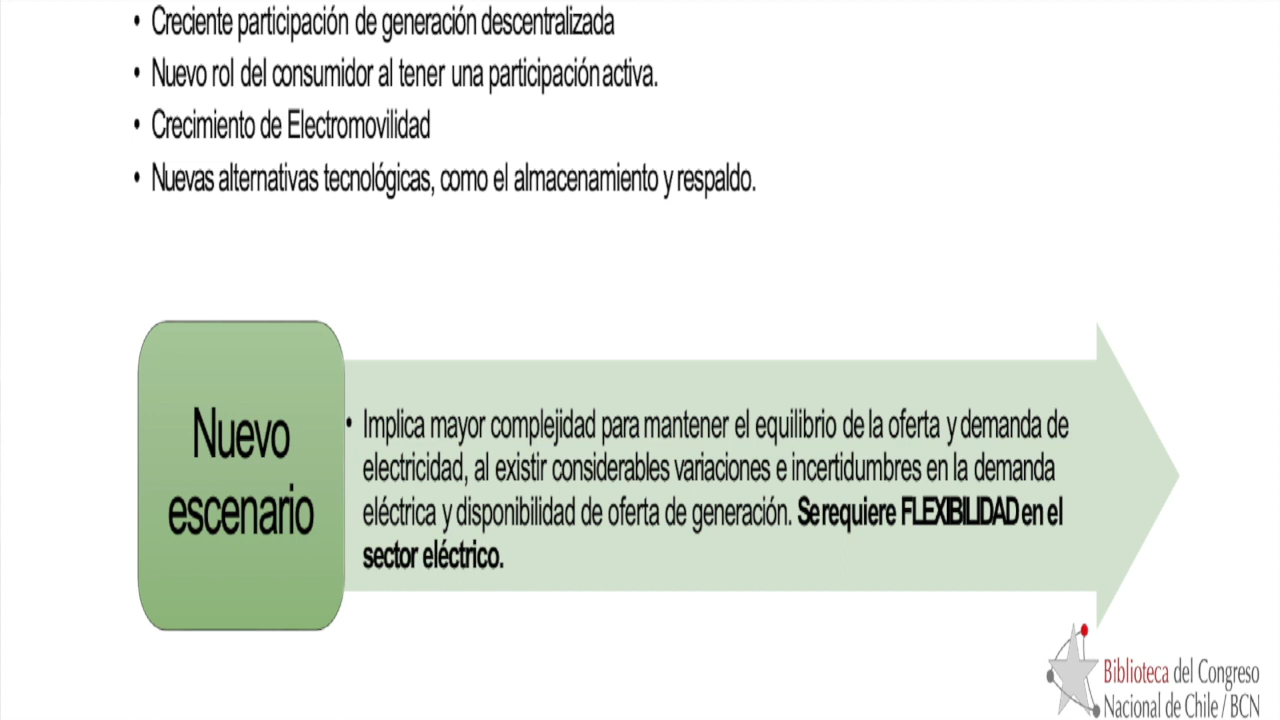 • Creciente participación de generación descentralizada
• Nuevo rol del consumidor al tener una participación activa.
• Crecimiento de Electromovilidad
• Nuevas alternativas tecnológicas, como el almacenamiento y respaldo.
Nuevo
escenario
• Implica mayor complejidad para mantener el equilibrio de la oferta y demanda de
electricidad, al existir considerables variaciones e incertidumbres en la demanda
eléctrica y disponibilidad de oferta de generación. Se requiere FLEXIBILIDAD en el
sector eléctrico.
Biblioteca del Congreso
Nacional de Chile / BCN